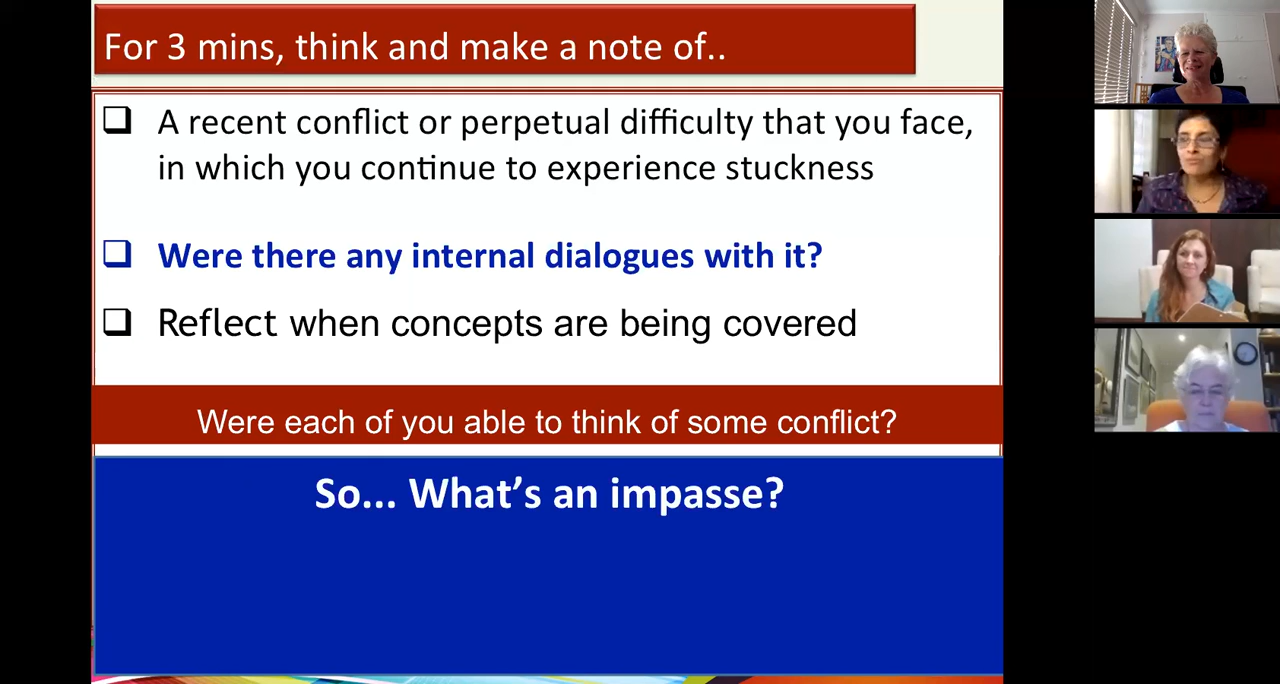 For 3 mins, think and make a note of..
A recent conflict or perpetual difficulty that you face,
in which you continue to experience stuckness
Were there any internal dialogues with it?
Reflect when concepts are being covered
Were each of you able to think of some conflict?
So... What’s an impasse?